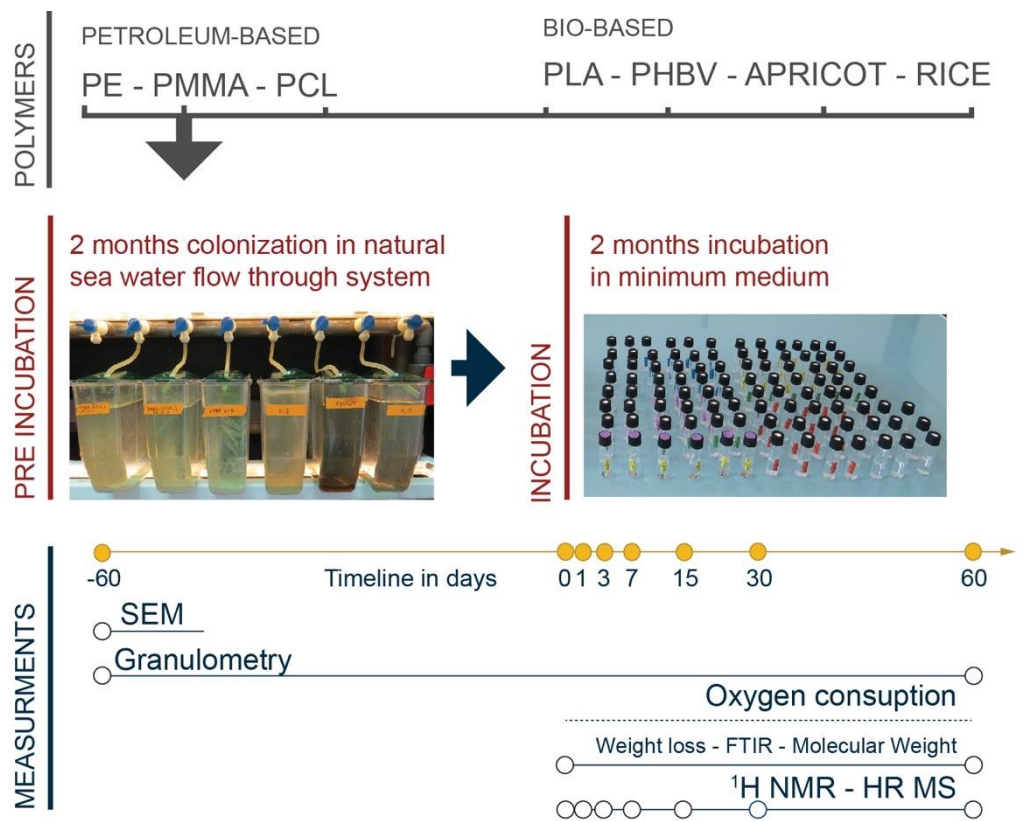 POLYMERS
PETROLEUM-BASED
PE - PMMA - PCL
BIO-BASED
PLA - PHBV - APRICOT - RICE
PRE INCUBATION
2 months colonization in natural
sea water flow through system
INCUBATION
2 months incubation
in minimum medium
MEASURMENTS
-60
Timeline in days
0 1 3 7 15 30 60
SEM
Granulometry
Oxygen consuption
Weight loss - FTIR - Molecular Weight
¹H NMR - HR MS